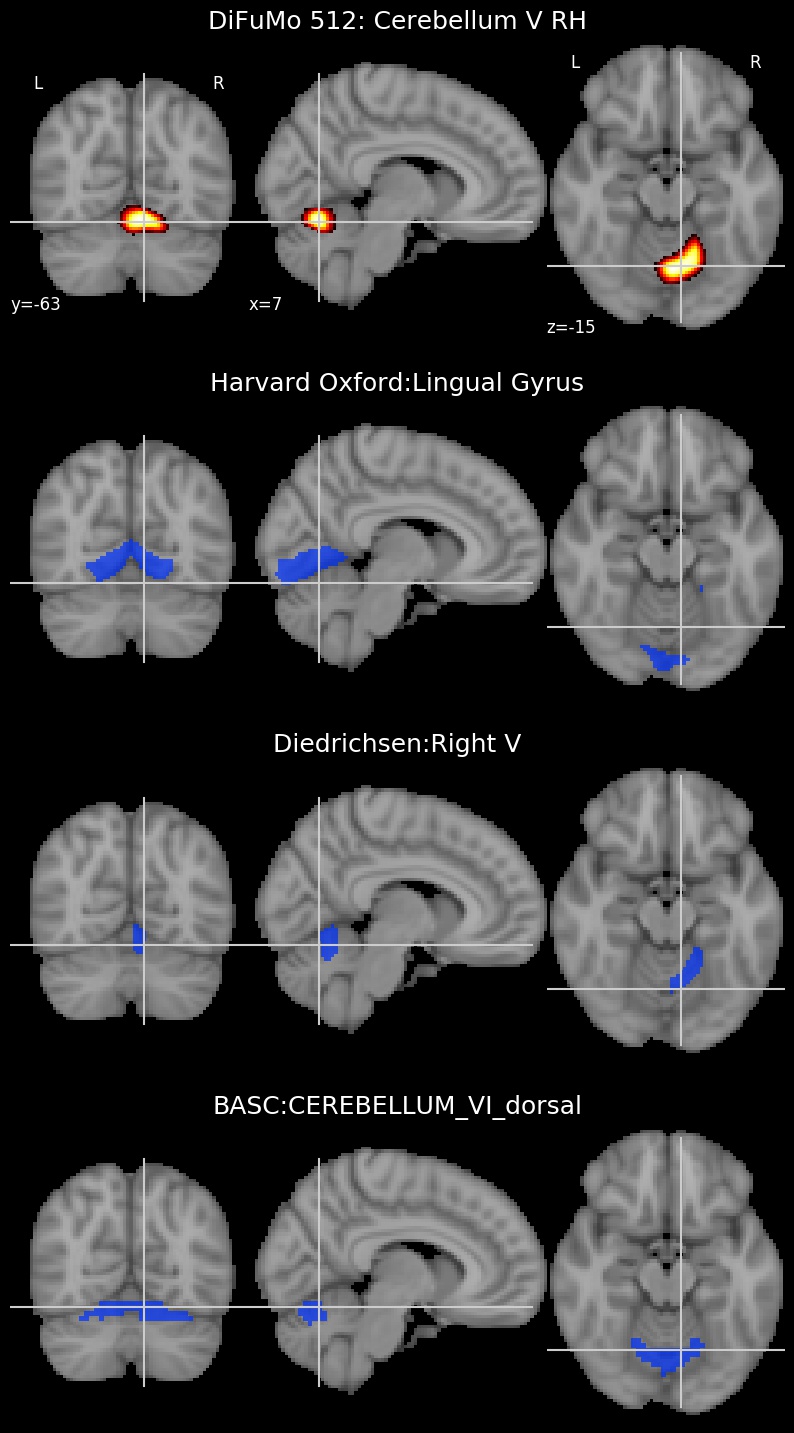 DiFuMo 512: Cerebellum V RH
L R L R
y=-63 x=7 z=-15
Harvard Oxford:Lingual Gyrus
Diedrichsen:Right V
BASC:CEREBELLUM_VI_dorsal